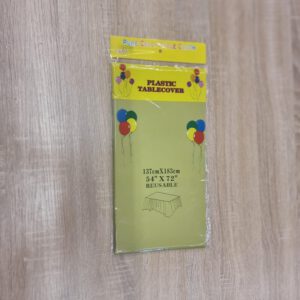 PLASTIC
TABLECOVER
137cmX183cm
54" X 72"
REUSABLE